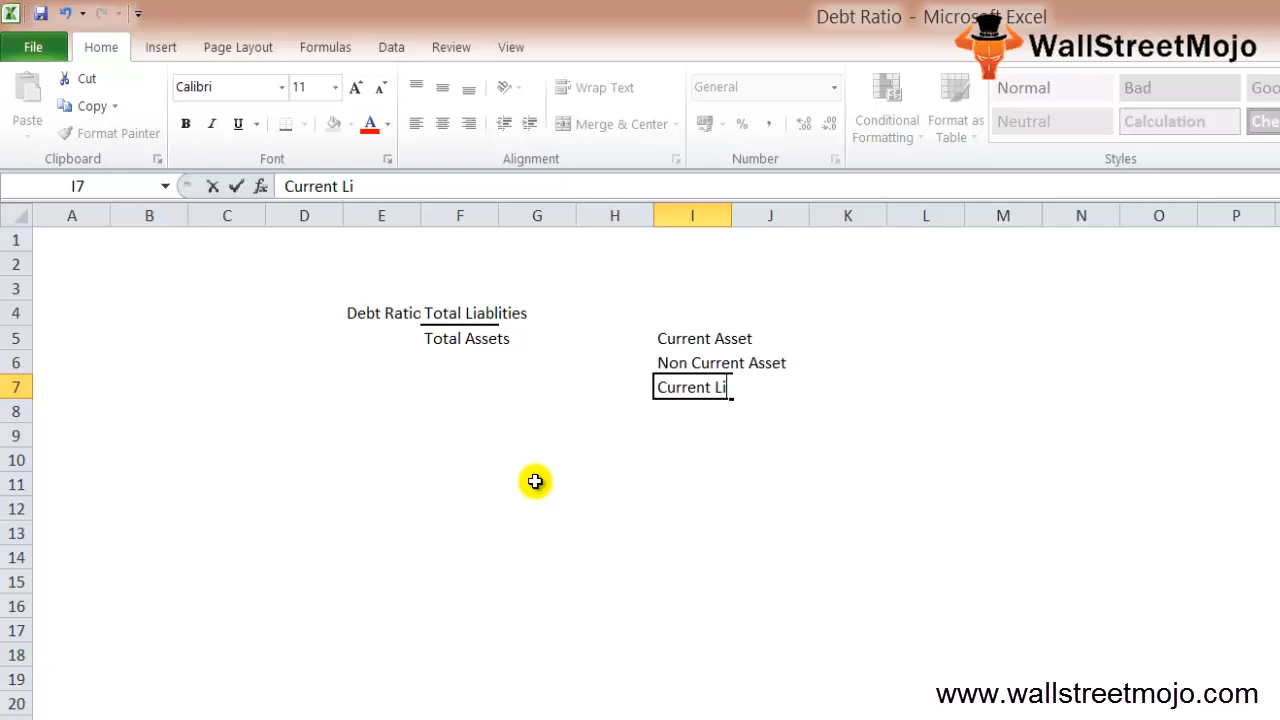 Debt Ratio - Microsoft Excel
WallStreetMojo
File Home Insert Page Layout Formulas Data Review View
Cut
Copy
Format Painter
Paste
Clipboard
Calibri 11
B I U
Font
Wrap Text
Merge & Center
Alignment
General
%
Number
Conditional Formatting
Format as Table
Normal Bad Goo
Neutral Calculation Che
Styles
I7 fx Current Li
A B C D E F G H I J K L M N O P
1
2
3
4 Debt Ratio Total Liablities
5 Total Assets Current Asset
6 Non Current Asset
7 Current Li
8
9
10
11
12
13
14
15
16
17
18
19
20
www.wallstreetmojo.com